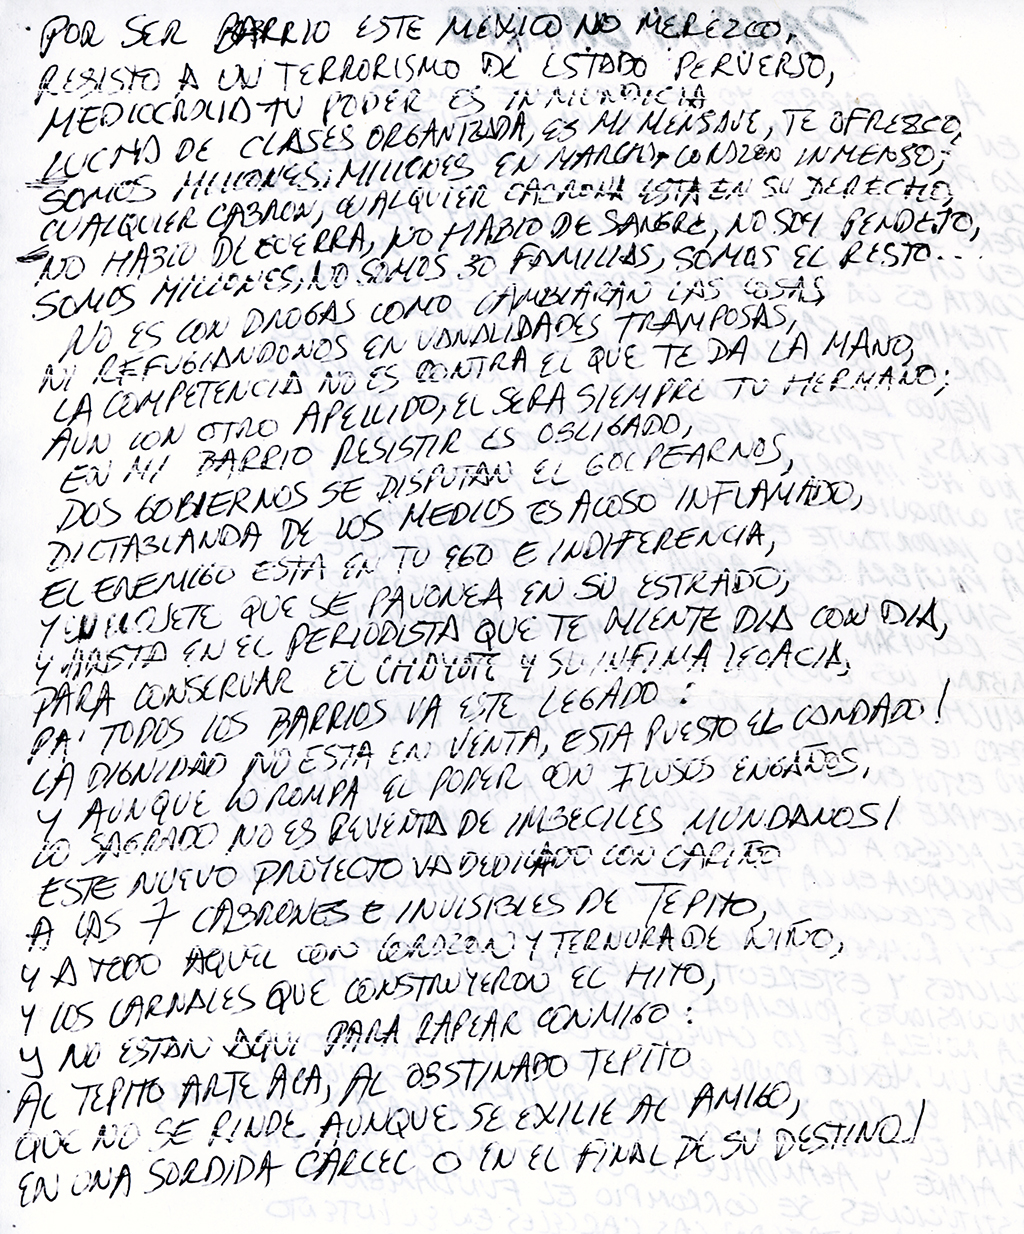 POR SER BARRIO ESTE MEXICO NO MEREZCO,
RESISTO A UN TERRORISMO DE ESTADO PERVERSO,
TU PODER ES INMUNDICIA
LUCHA DE CLASES ORGANIZADA, ES MI MENSAJE, TE OFREZCO,
SOMOS MILLONES, MILLONES EN MARCHA, CORAZON INMENSO,
CUALQUIER CABRON, CUALQUIER CABRONA ESTA EN SU DERECHO,
NO HABLO DE GUERRA, NO HABLO DE SANGRE, NO SOY PENDEJO,
SOMOS MILLONES, NO SOMOS 30 FAMILIAS, SOMOS EL RESTO...
NO ES CON DROGAS COMO CAMBIARAN LAS COSAS,
NI REFUGIANDONOS EN VANALIDADES TRAMPOSAS,
LA COMPETENCIA NO ES CONTRA EL QUE TE DA LA MANO,
AUN CON OTRO APELLIDO, EL SERA SIEMPRE TU HERMANO;
EN MI BARRIO RESISTIR ES OBLIGADO,
DOS GOBIERNOS SE DISPUTAN EL GOLPEARNOS,
DICTABLANDA DE LOS MEDIOS ES ACOSO INFLAMADO,
EL ENEMIGO ESTA EN TU EGO E INDIFERENCIA,
Y EN EL OJETE QUE SE PAVONEA EN SU ESTRADO,
Y HASTA EN EL PERIODISTA QUE TE MIENTE DIA CON DIA,
PARA CONSERVAR EL CHAYOTE Y SU INFIMA LEGACIA,
PA' TODOS LOS BARRIOS VA ESTE LEGADO:
LA DIGNIDAD NO ESTA EN VENTA, ESTA PUESTO EL CANDADO!
Y AUNQUE LO ROMPA EL PODER CON ILUSOS ENGAÑOS,
LO SAGRADO NO ES REVENTA DE IMBECILES MUNDANOS!
ESTE NUEVO PROYECTO VA DEDICADO CON CARIÑO
A LAS 7 CABRONES E INVISIBLES DE TEPITO,
Y A TODO AQUEL CON CORAZON Y TERNURA DE NIÑO,
Y LOS CARNALES QUE CONSTRUYERON EL MITO,
Y NO ESTAN AQUI PARA RAPEAR CONMIGO:
AL TEPITO ARTE ACA, AL OBSTINADO TEPITO
QUE NO SE RINDE AUNQUE SE EXILIE AL AMIGO,
EN UNA SORDIDA CARCEL O EN EL FINAL DE SU DESTINO!